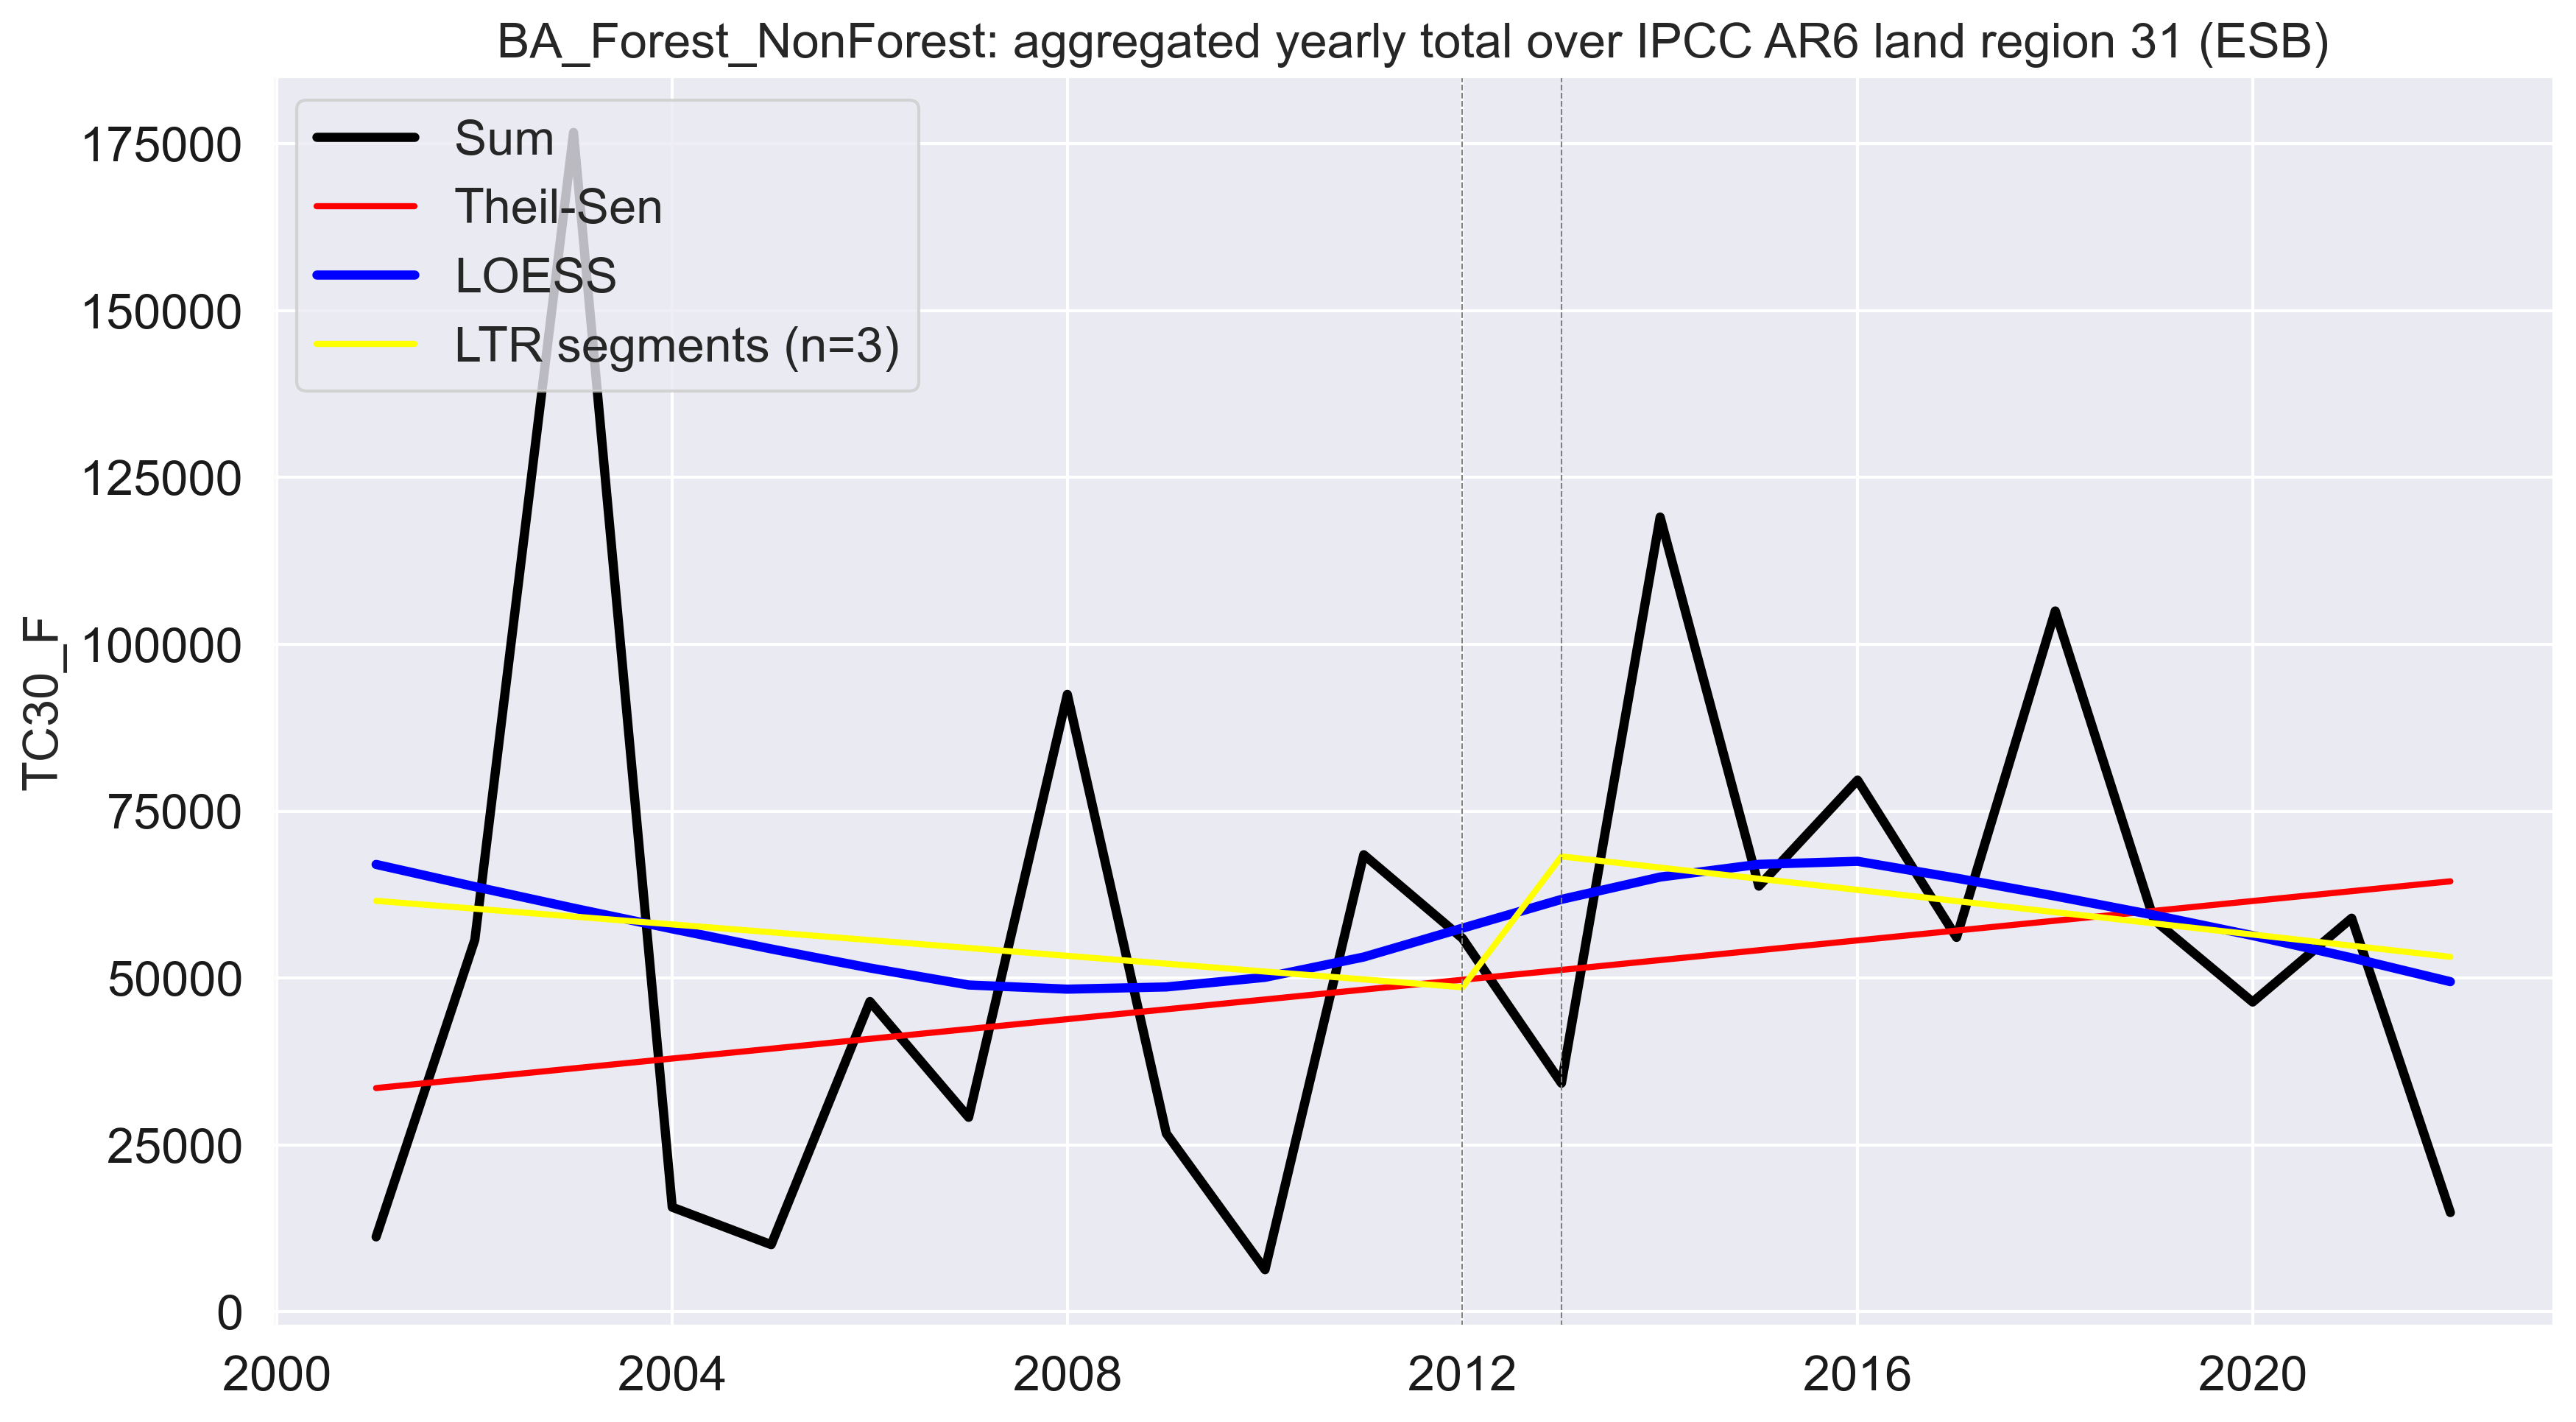 BA_Forest_NonForest: aggregated yearly total over IPCC AR6 land region 31 (ESB)
Sum
Theil-Sen
LOESS
LTR segments (n=3)
TC30_F
175000
150000
125000
100000
75000
50000
25000
0
2000
2004
2008
2012
2016
2020